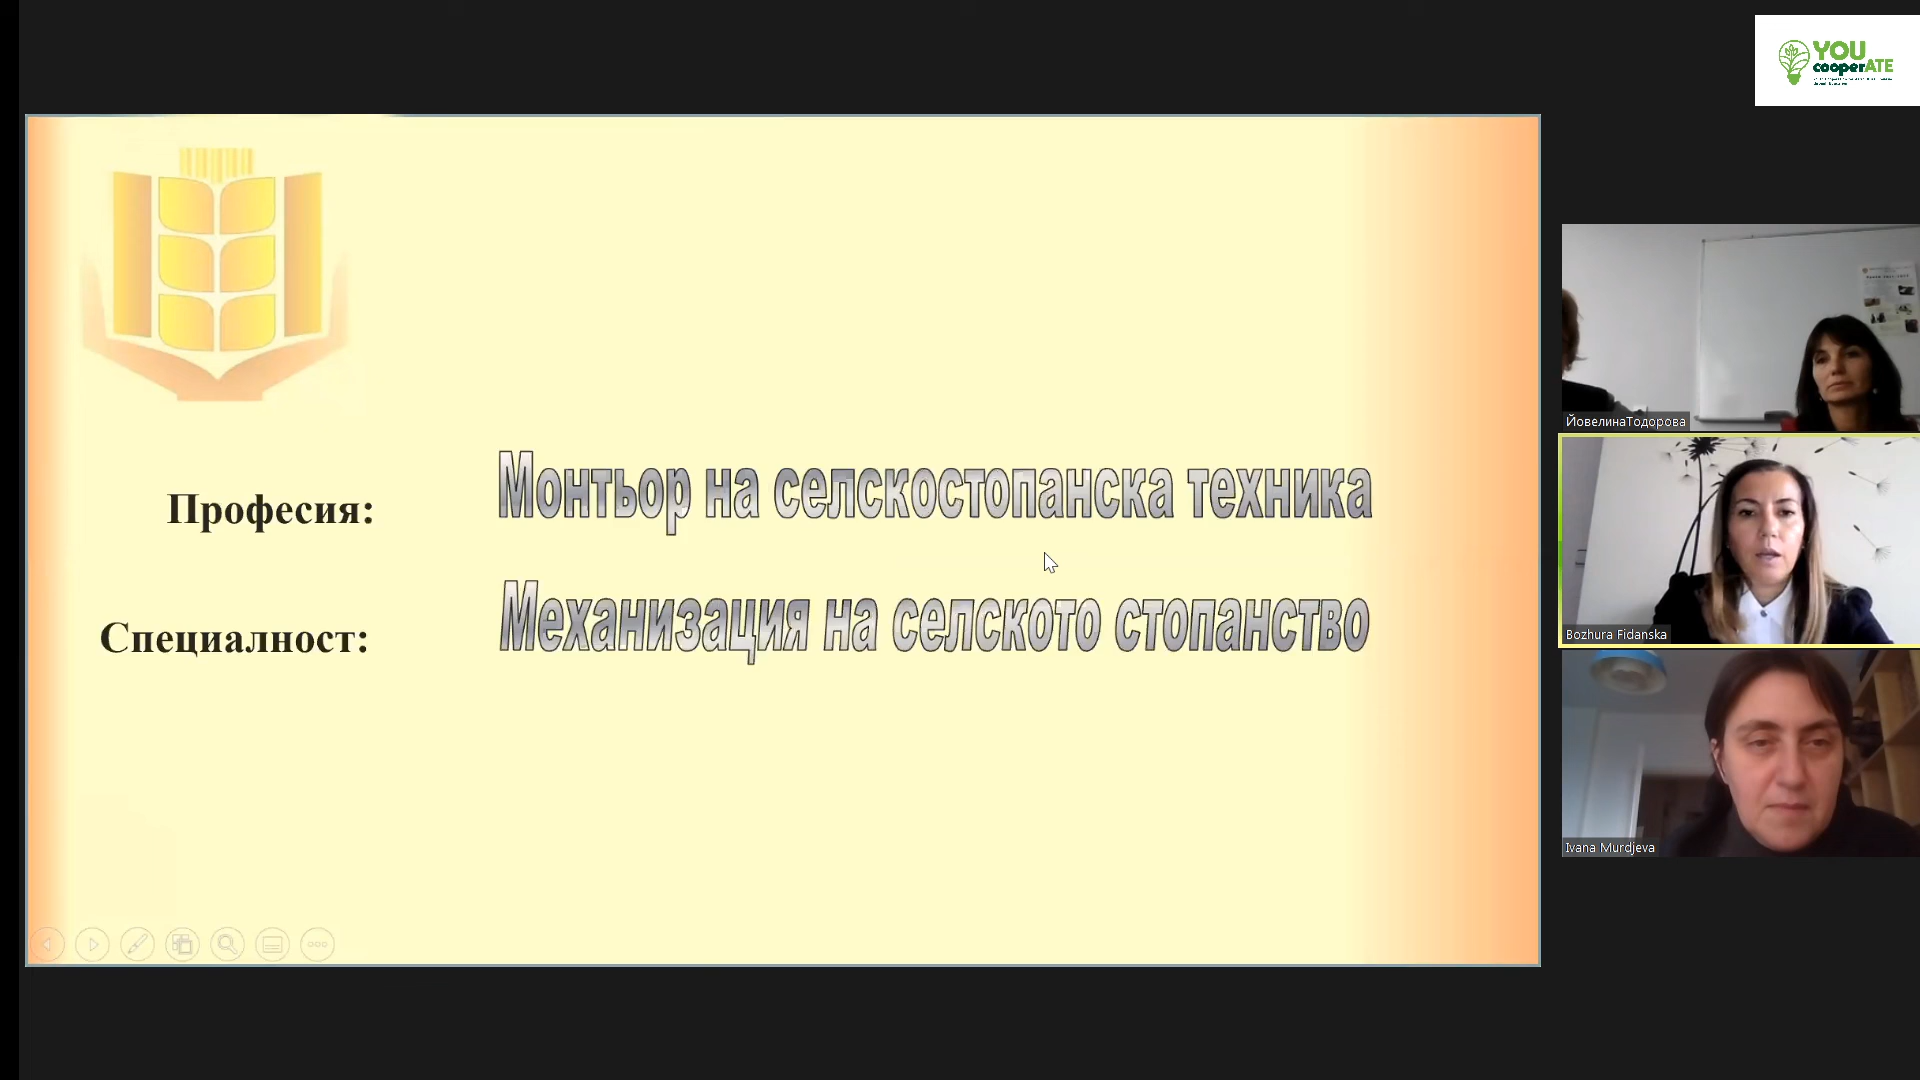 YOU
cooperATE
Професия:
Монтьор на селскостопанска техника
Специалност:
Механизация на селското стопанство
ЙовелинаТодорова
Bozhura Fidanska
Ivana Murdjeva